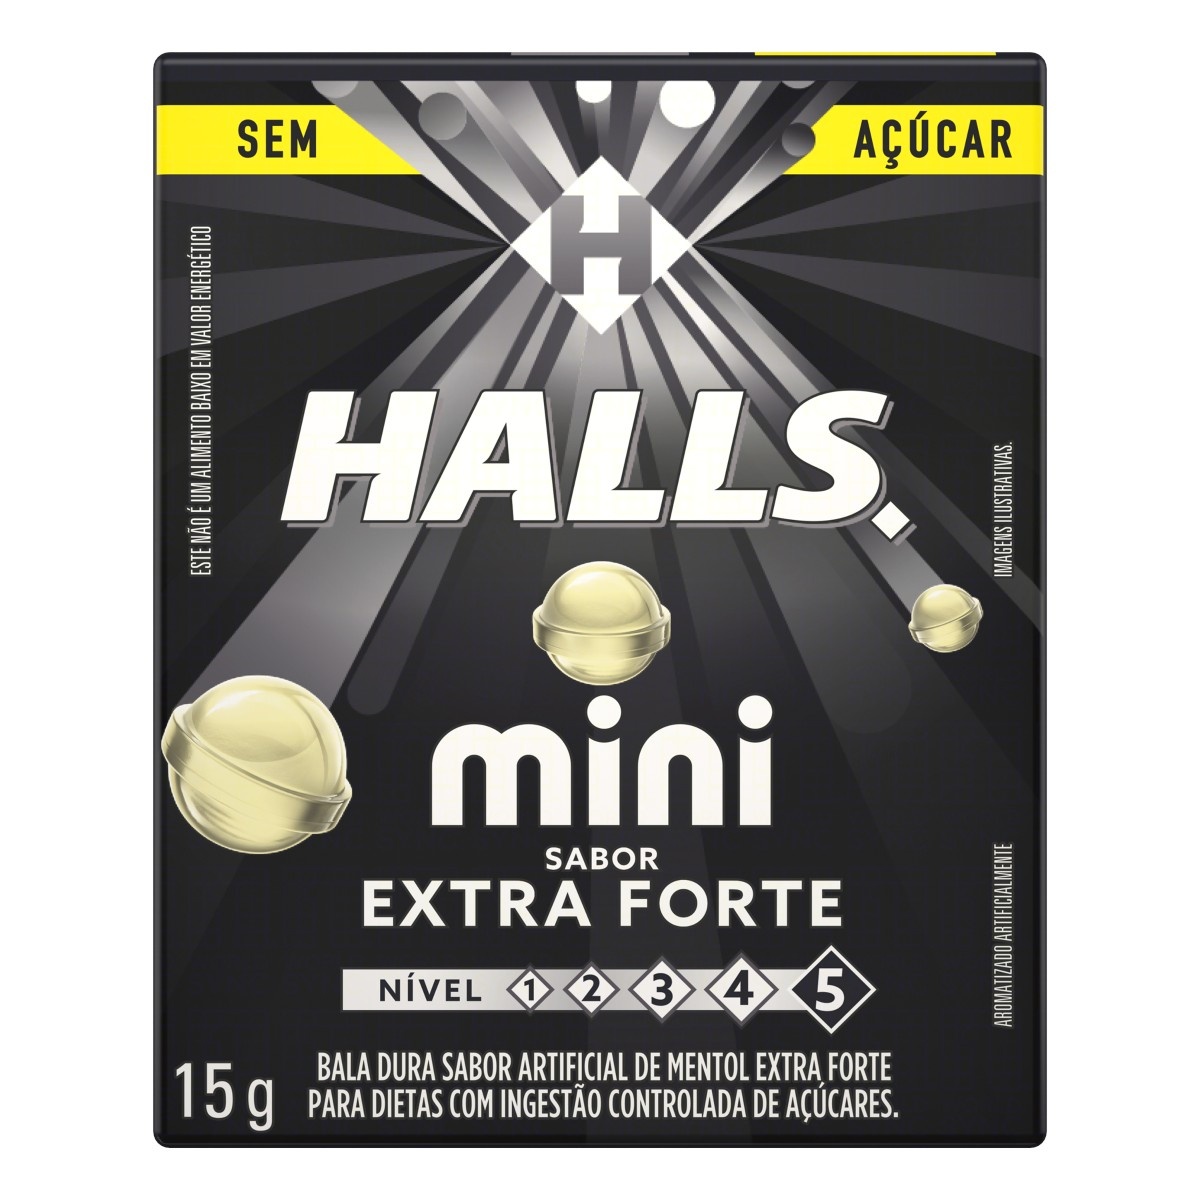 SEM AÇÚCAR
H
HALLS.
mini
SABOR
EXTRA FORTE
NÍVEL 1 2 3 4 5
15 g
BALA DURA SABOR ARTIFICIAL DE MENTOL EXTRA FORTE
PARA DIETAS COM INGESTÃO CONTROLADA DE AÇÚCARES.
ESTE NÃO É UM ALIMENTO BAIXO EM VALOR ENERGÉTICO
IMAGENS ILUSTRATIVAS.
AROMATIZADO ARTIFICIALMENTE